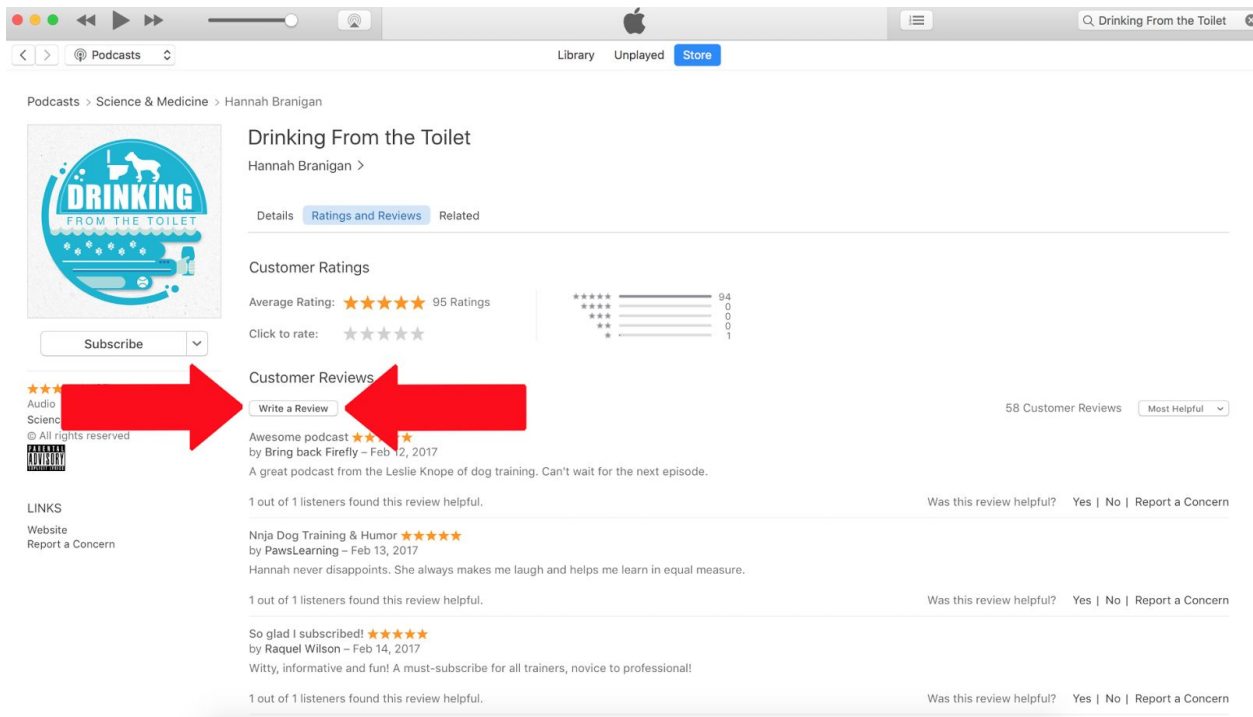 Drinking From the Toilet
Podcasts
Library Unplayed Store
Podcasts > Science & Medicine > Hannah Branigan
DRINKING
FROM THE TOILET
Drinking From the Toilet
Hannah Branigan >
Details Ratings and Reviews Related
Customer Ratings
Average Rating: ★★★★★ 95 Ratings
★★★★★ 94
★★★★ 0
★★★ 0
★★ 0
★ 1
Click to rate: ★★★★★
Subscribe
Customer Reviews
Write a Review
58 Customer Reviews Most Helpful
Audio
Scienc
© All rights reserved
PARENTAL
ADVISORY
EXPLICIT CONTENT
LINKS
Website
Report a Concern
Awesome podcast ★★★★★
by Bring back Firefly – Feb 12, 2017
A great podcast from the Leslie Knope of dog training. Can't wait for the next episode.
1 out of 1 listeners found this review helpful. Was this review helpful? Yes | No | Report a Concern
Nnja Dog Training & Humor ★★★★★
by PawsLearning – Feb 13, 2017
Hannah never disappoints. She always makes me laugh and helps me learn in equal measure.
1 out of 1 listeners found this review helpful. Was this review helpful? Yes | No | Report a Concern
So glad I subscribed! ★★★★★
by Raquel Wilson – Feb 14, 2017
Witty, informative and fun! A must-subscribe for all trainers, novice to professional!
1 out of 1 listeners found this review helpful. Was this review helpful? Yes | No | Report a Concern